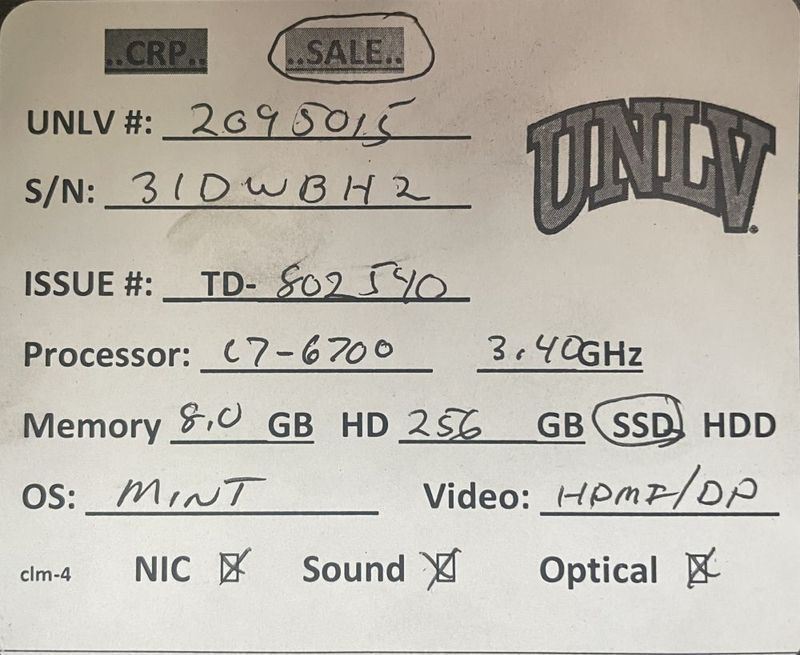 ..CRP.. ..SALE..
UNLV #: 2095015
S/N: 31DWBH2
UNLV
ISSUE #: TD- 802540
Processor: i7-6700 3.40GHz
Memory 8.0 GB HD 256 GB SSD HDD
OS: MINT Video: HDMI/DP
clm-4 NIC Sound Optical